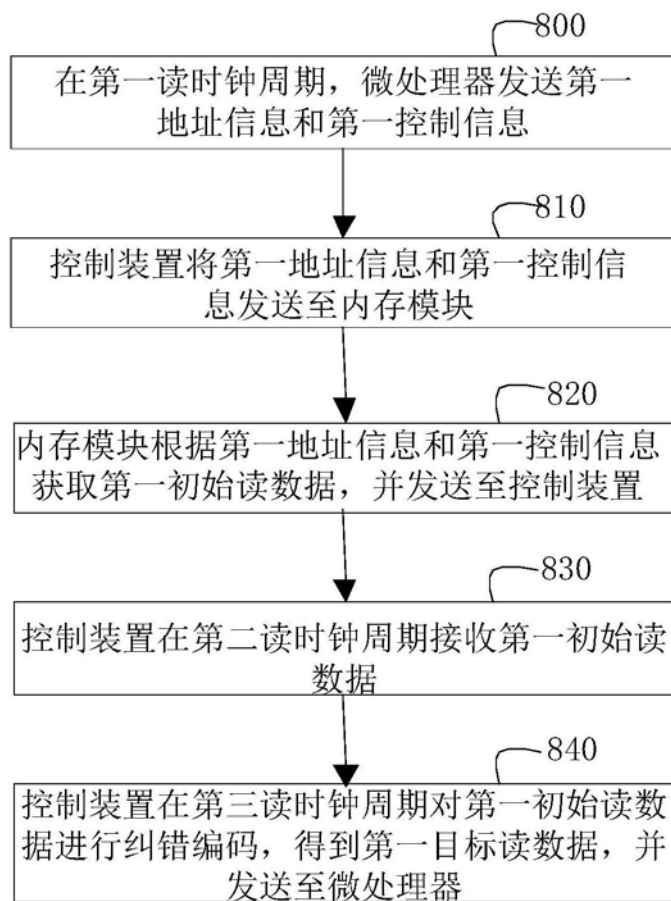 800
在第一读时钟周期，微处理器发送第一
地址信息和第一控制信息
810
控制装置将第一地址信息和第一控制信
息发送至内存模块
820
内存模块根据第一地址信息和第一控制信息
获取第一初始读数据，并发送至控制装置
830
控制装置在第二读时钟周期接收第一初始读
数据
840
控制装置在第三读时钟周期对第一初始读数
据进行纠错编码，得到第一目标读数据，并
发送至微处理器